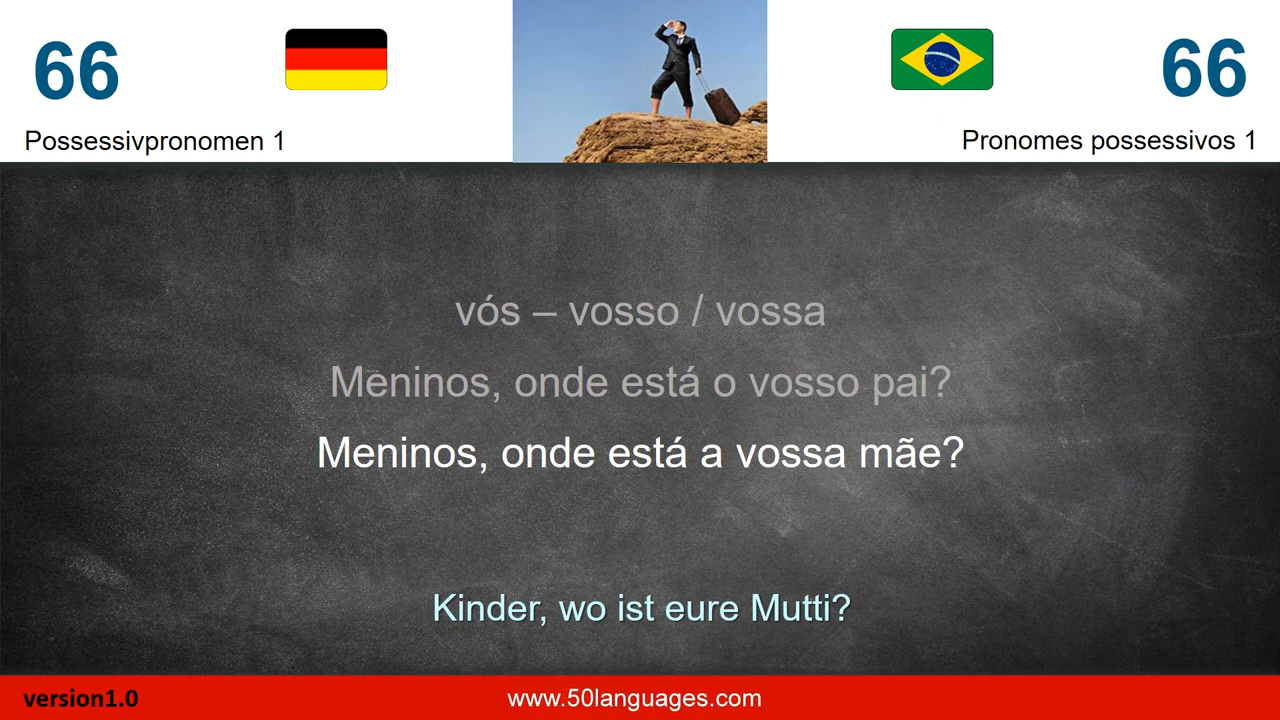 66
66
Possessivpronomen 1
Pronomes possessivos 1
vós – vosso / vossa
Meninos, onde está o vosso pai?
Meninos, onde está a vossa mãe?
Kinder, wo ist eure Mutti?
version1.0
www.50languages.com